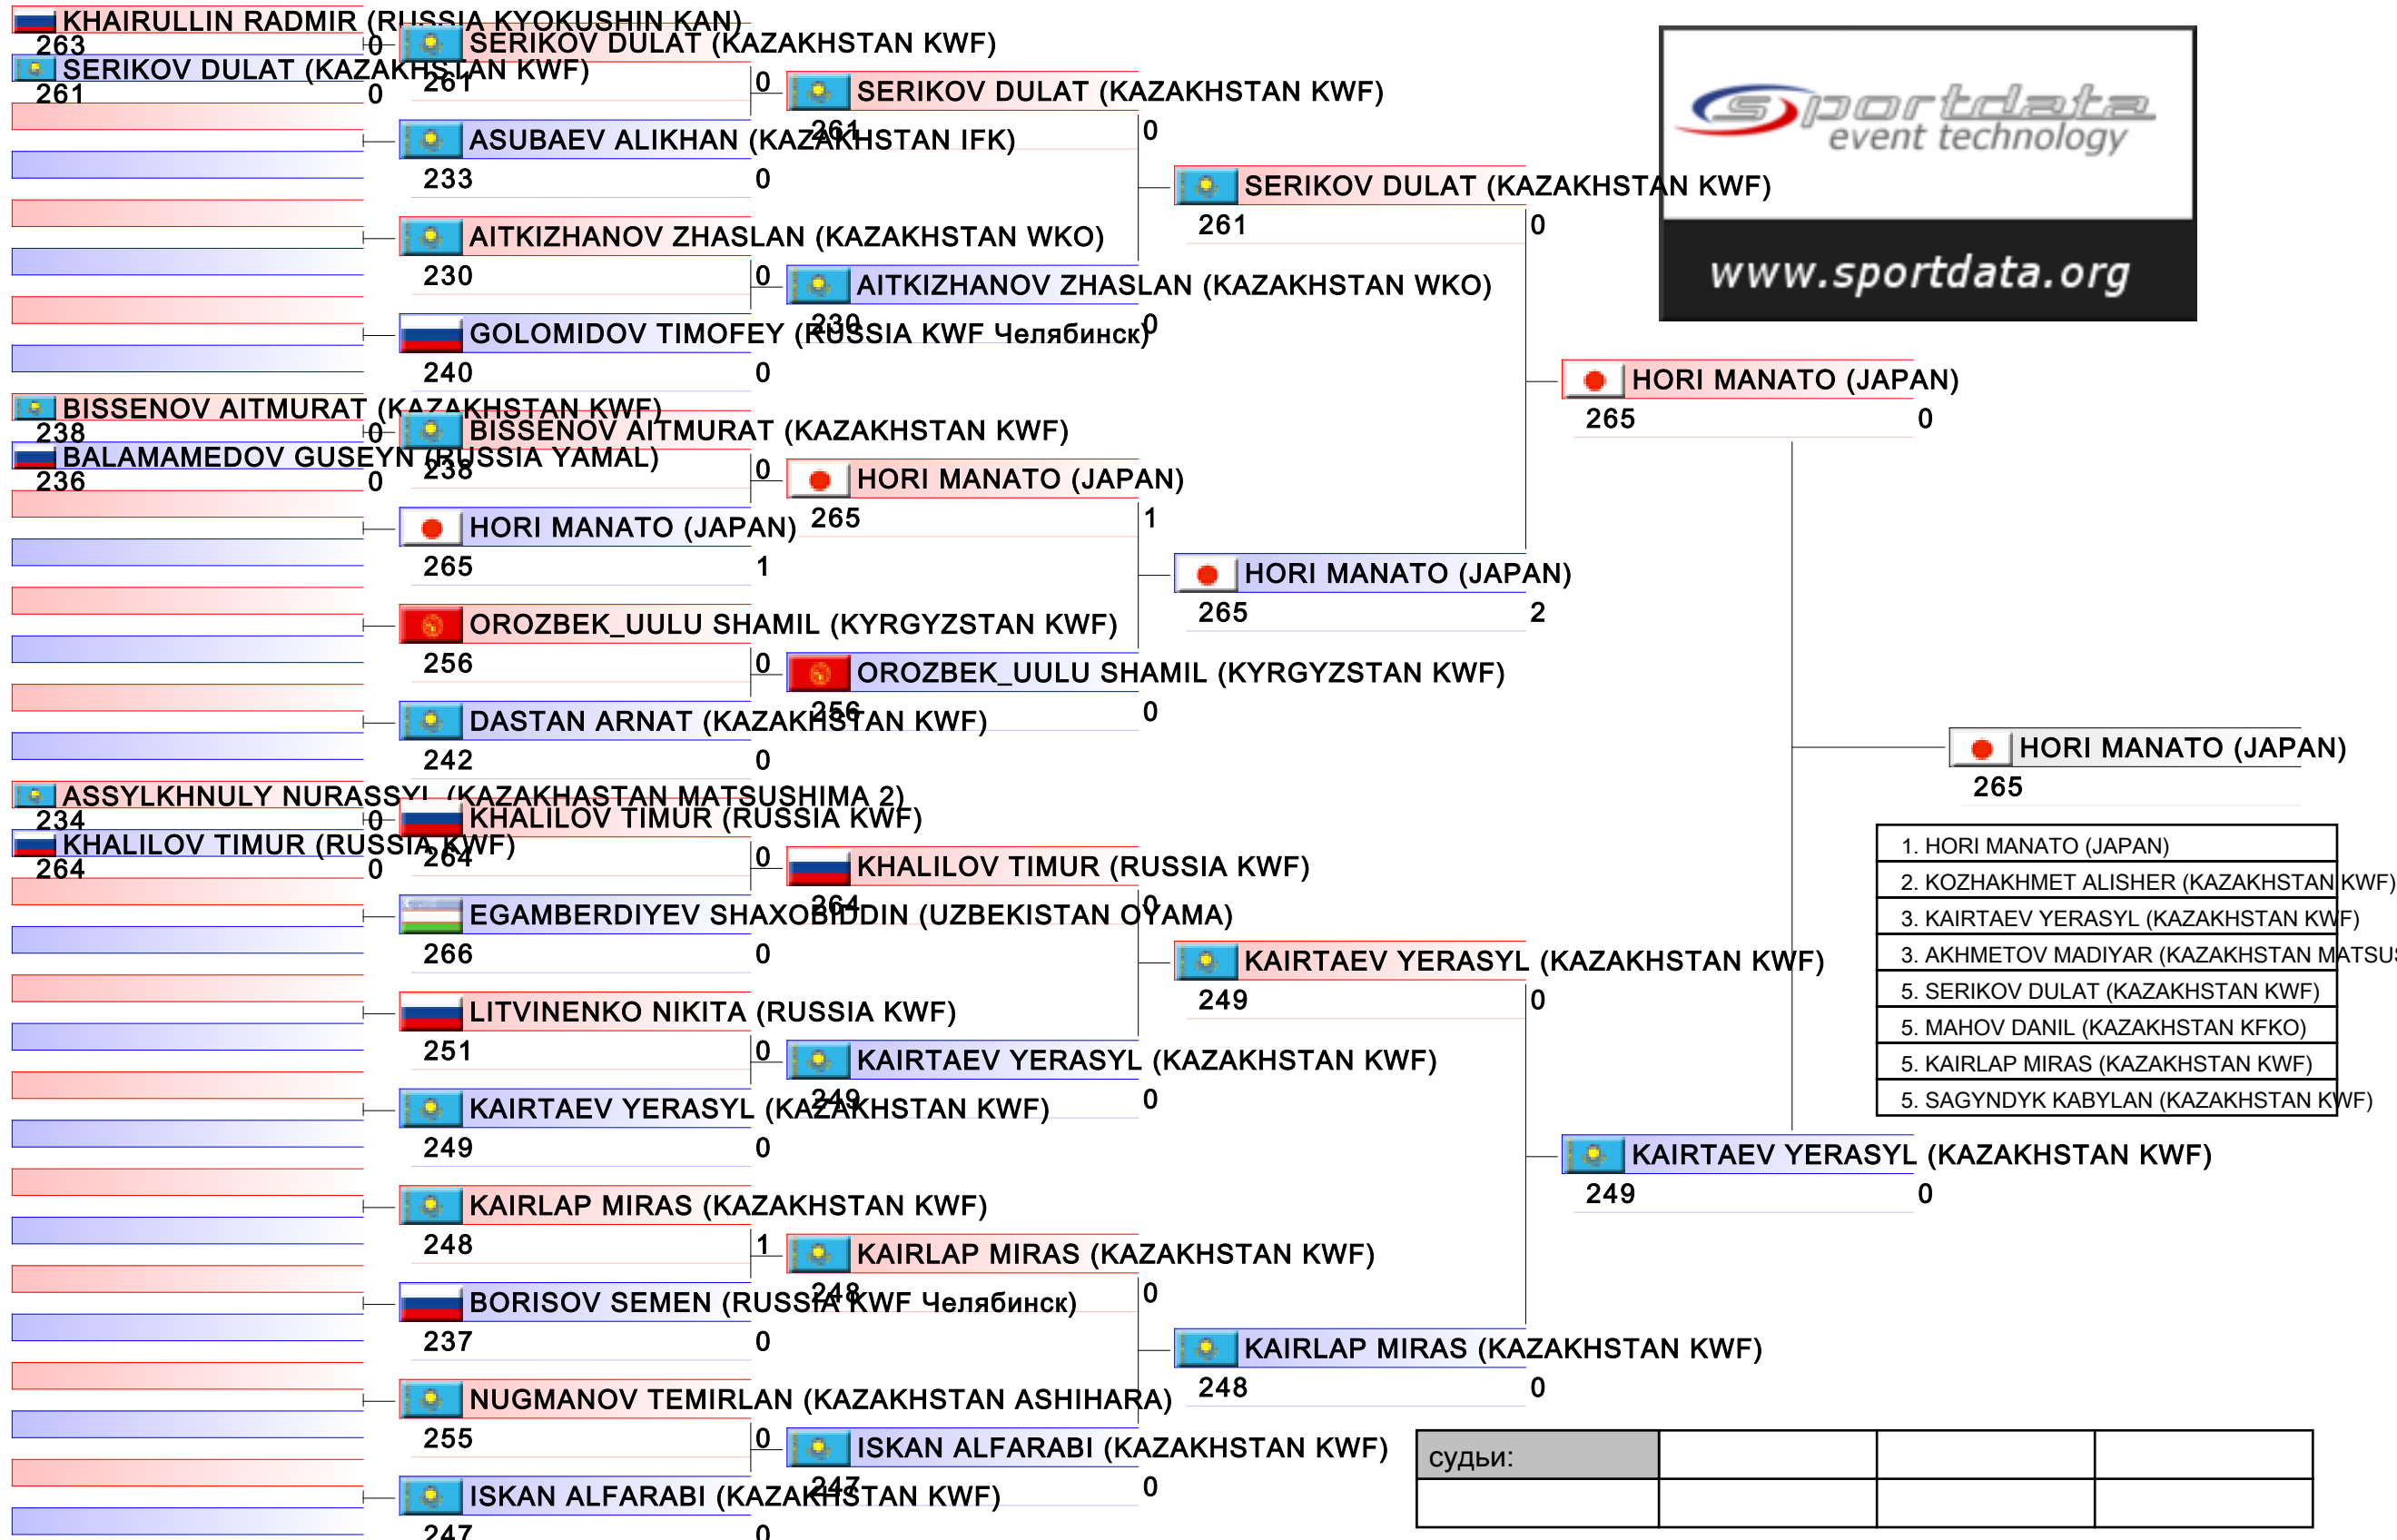 KHAIRULLIN RADMIR (RUSSIA KYOKUSHIN KAN)
263 0
SERIKOV DULAT (KAZAKHSTAN KWF)
261 0
BISSENOV AITMURAT (KAZAKHSTAN KWF)
238 0
BALAMAMEDOV GUSEYN (RUSSIA YAMAL)
236 0
ASSYLKHNULY NURASSYL (KAZAKHASTAN MATSUSHIMA 2)
234 0
KHALILOV TIMUR (RUSSIA KWF)
264 0
SERIKOV DULAT (KAZAKHSTAN KWF)
261 0
ASUBAEV ALIKHAN (KAZAKHSTAN IFK)
233 0
AITKIZHANOV ZHASLAN (KAZAKHSTAN WKO)
230 0
GOLOMIDOV TIMOFEY (RUSSIA KWF Челябинск)
240 0
BISSENOV AITMURAT (KAZAKHSTAN KWF)
238 0
HORI MANATO (JAPAN)
265 1
OROZBEK_UULU SHAMIL (KYRGYZSTAN KWF)
256 0
DASTAN ARNAT (KAZAKHSTAN KWF)
242 0
KHALILOV TIMUR (RUSSIA KWF)
264 0
EGAMBERDIYEV SHAXOBIDDIN (UZBEKISTAN OYAMA)
266 0
LITVINENKO NIKITA (RUSSIA KWF)
251 0
KAIRTAEV YERASYL (KAZAKHSTAN KWF)
249 0
KAIRLAP MIRAS (KAZAKHSTAN KWF)
248 1
BORISOV SEMEN (RUSSIA KWF Челябинск)
237 0
NUGMANOV TEMIRLAN (KAZAKHSTAN ASHIHARA)
255 0
ISKAN ALFARABI (KAZAKHSTAN KWF)
247 0
SERIKOV DULAT (KAZAKHSTAN KWF)
261 0
AITKIZHANOV ZHASLAN (KAZAKHSTAN WKO)
230 0
HORI MANATO (JAPAN)
265 1
OROZBEK_UULU SHAMIL (KYRGYZSTAN KWF)
256 0
KHALILOV TIMUR (RUSSIA KWF)
264 0
KAIRTAEV YERASYL (KAZAKHSTAN KWF)
249 0
KAIRLAP MIRAS (KAZAKHSTAN KWF)
248 0
ISKAN ALFARABI (KAZAKHSTAN KWF)
247 0
SERIKOV DULAT (KAZAKHSTAN KWF)
261 0
HORI MANATO (JAPAN)
265 2
KAIRTAEV YERASYL (KAZAKHSTAN KWF)
249 0
KAIRLAP MIRAS (KAZAKHSTAN KWF)
248 0
HORI MANATO (JAPAN)
265 0
KAIRTAEV YERASYL (KAZAKHSTAN KWF)
249 0
HORI MANATO (JAPAN)
265
sportdata
event technology
www.sportdata.org
1. HORI MANATO (JAPAN)
2. KOZHAKHMET ALISHER (KAZAKHSTAN KWF)
3. KAIRTAEV YERASYL (KAZAKHSTAN KWF)
3. AKHMETOV MADIYAR (KAZAKHSTAN MATSUS
5. SERIKOV DULAT (KAZAKHSTAN KWF)
5. MAHOV DANIL (KAZAKHSTAN KFKO)
5. KAIRLAP MIRAS (KAZAKHSTAN KWF)
5. SAGYNDYK KABYLAN (KAZAKHSTAN KWF)
судьи: